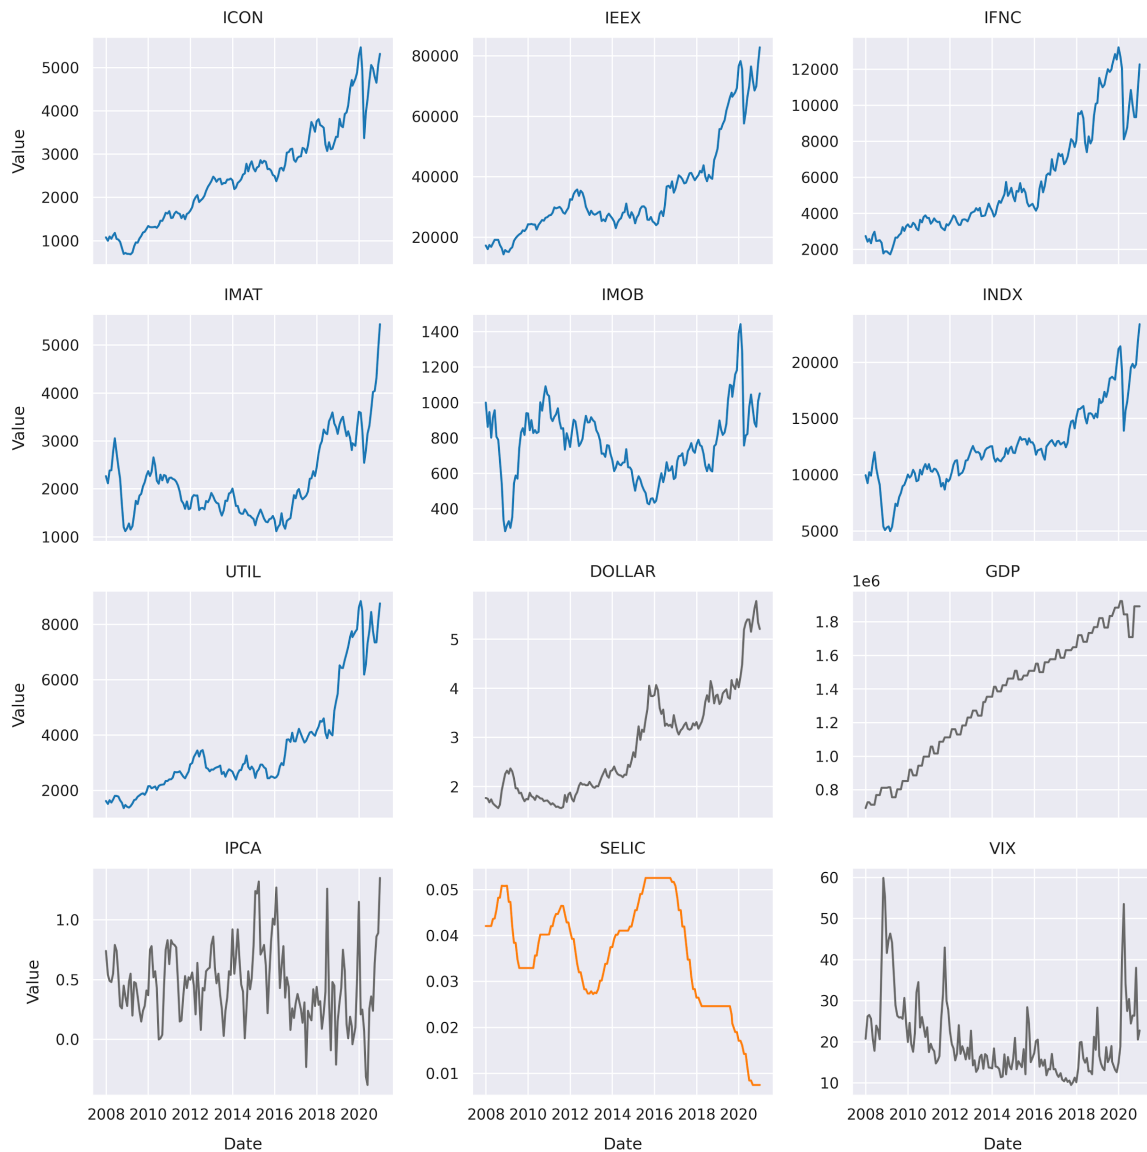 ICON
IEEX
IFNC
Value
5000
4000
3000
2000
1000
80000
60000
40000
20000
12000
10000
8000
6000
4000
2000
IMAT
IMOB
INDX
Value
5000
4000
3000
2000
1000
1400
1200
1000
800
600
400
20000
15000
10000
5000
UTIL
DOLLAR
GDP
Value
8000
6000
4000
2000
5
4
3
2
1e6
1.8
1.6
1.4
1.2
1.0
0.8
IPCA
SELIC
VIX
Value
1.0
0.5
0.0
0.05
0.04
0.03
0.02
0.01
60
50
40
30
20
10
2008 2010 2012 2014 2016 2018 2020
2008 2010 2012 2014 2016 2018 2020
2008 2010 2012 2014 2016 2018 2020
Date
Date
Date